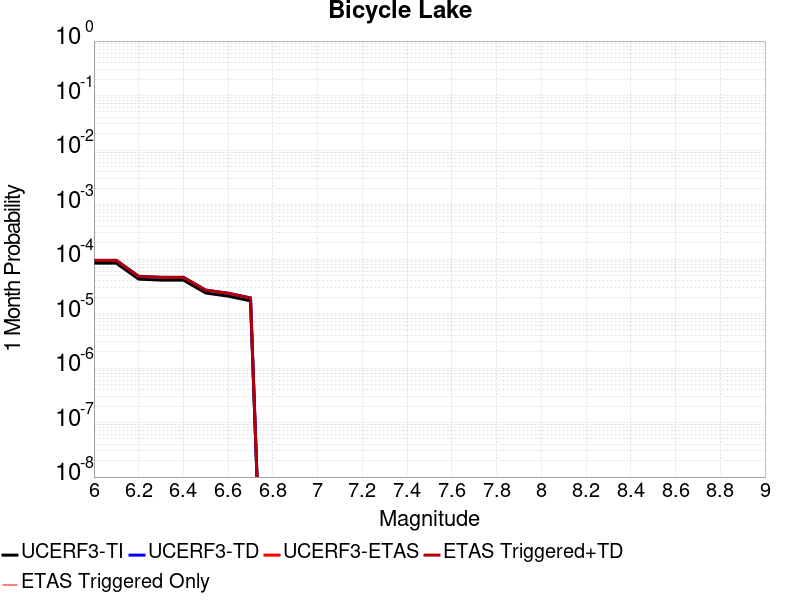 Bicycle Lake
1 Month Probability
10^0
10^-1
10^-2
10^-3
10^-4
10^-5
10^-6
10^-7
10^-8
6 6.2 6.4 6.6 6.8 7 7.2 7.4 7.6 7.8 8 8.2 8.4 8.6 8.8 9
Magnitude
UCERF3-TI UCERF3-TD UCERF3-ETAS ETAS Triggered+TD
ETAS Triggered Only